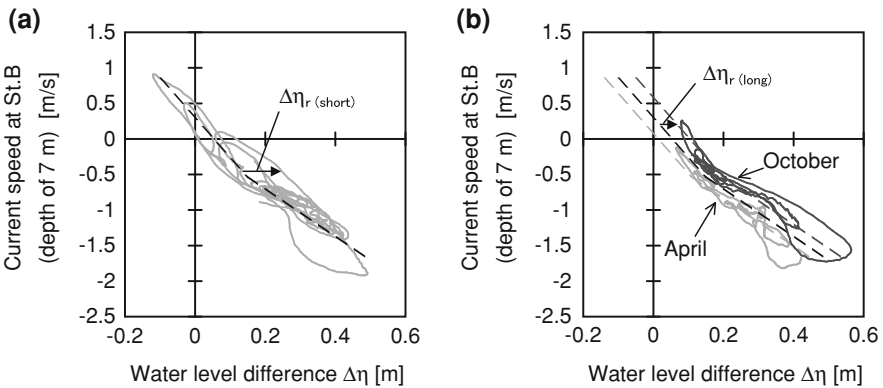 (a)
Current speed at St.B
(depth of 7 m) [m/s]
1.5
1
0.5
0
-0.5
-1
-1.5
-2
-2.5
-0.2 0 0.2 0.4 0.6
Δηr (short)
Water level difference Δη [m]
(b)
Current speed at St.B
(depth of 7 m) [m/s]
1.5
1
0.5
0
-0.5
-1
-1.5
-2
-2.5
-0.2 0 0.2 0.4 0.6
Δηr (long)
October
April
Water level difference Δη [m]